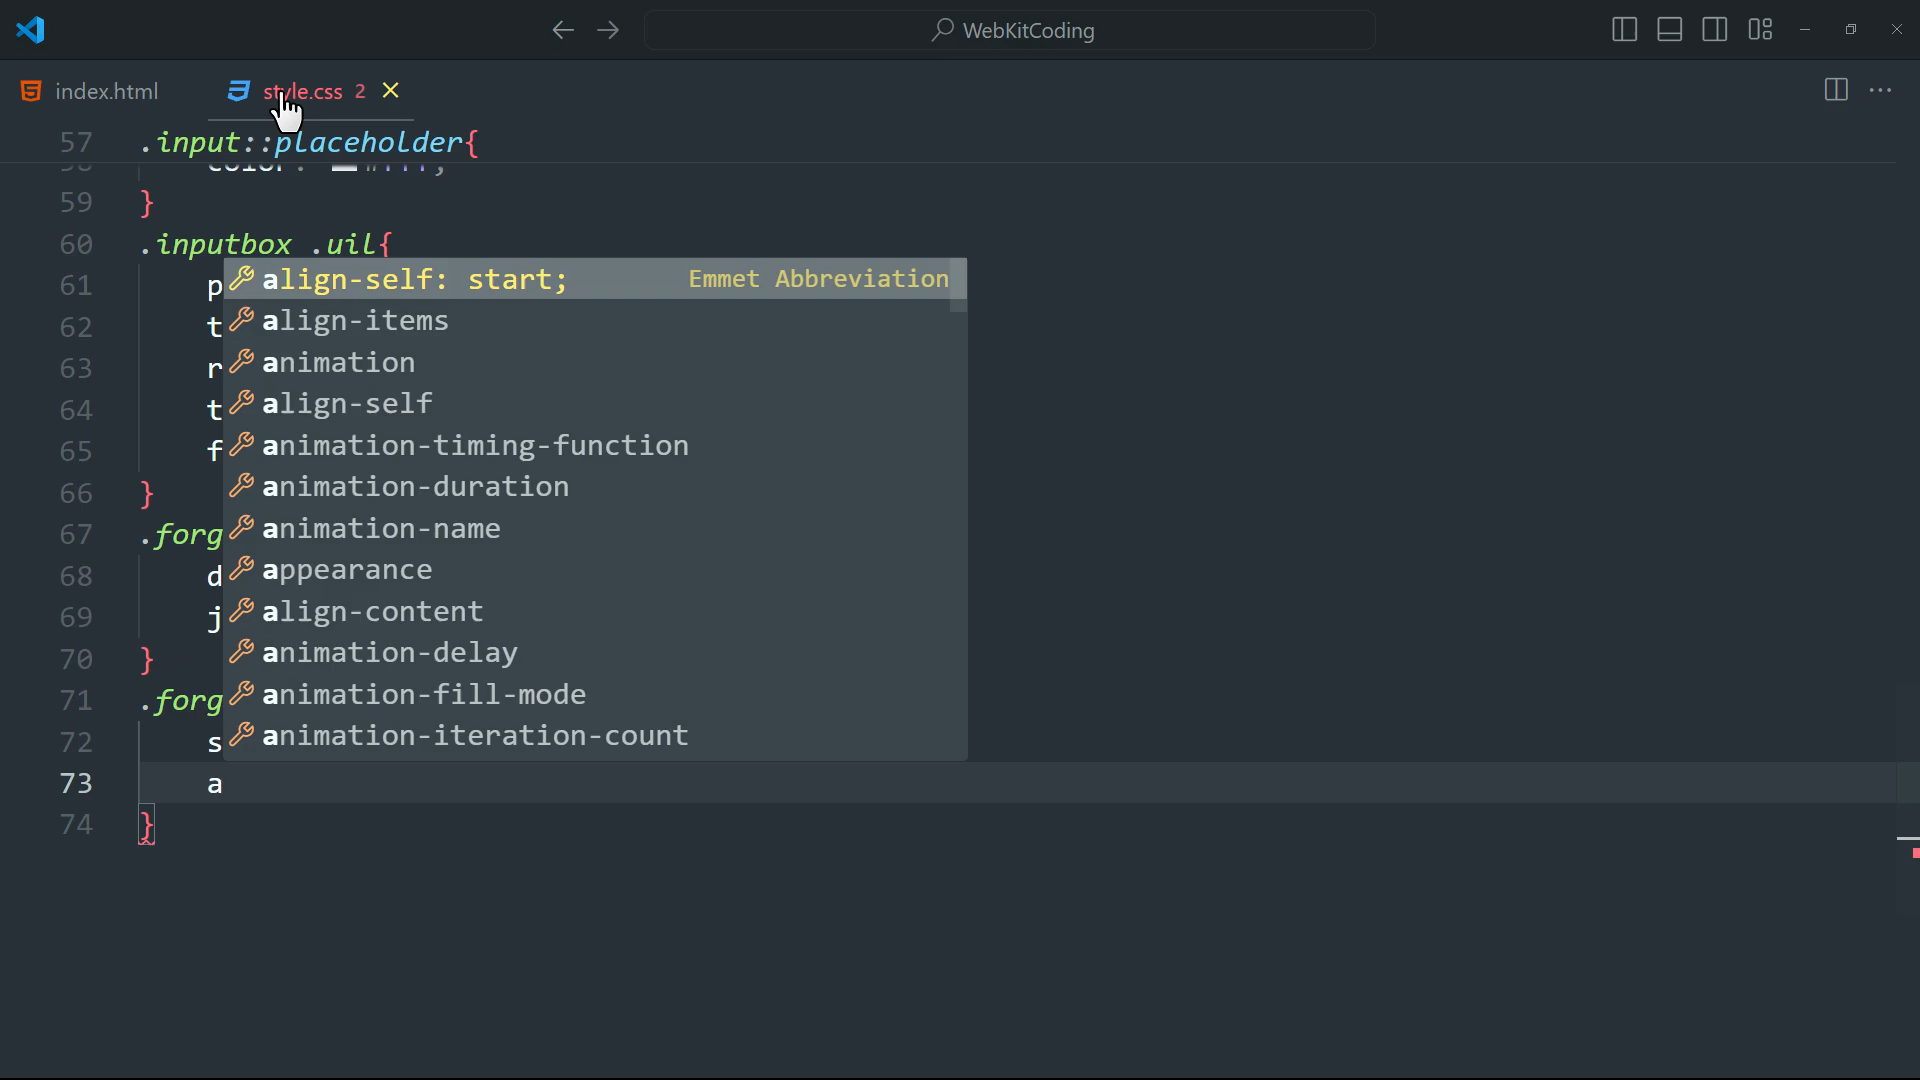 WebKitCoding
index.html
style.css 2
57 .input::placeholder{
59 }
60 .inputbox .uil{
61 p
62 t
63 r
64 t
65 f
66 }
67 .forg
68 d
69 j
70 }
71 .forg
72 s
73 a
74 }
align-self: start; Emmet Abbreviation
align-items
animation
align-self
animation-timing-function
animation-duration
animation-name
appearance
align-content
animation-delay
animation-fill-mode
animation-iteration-count